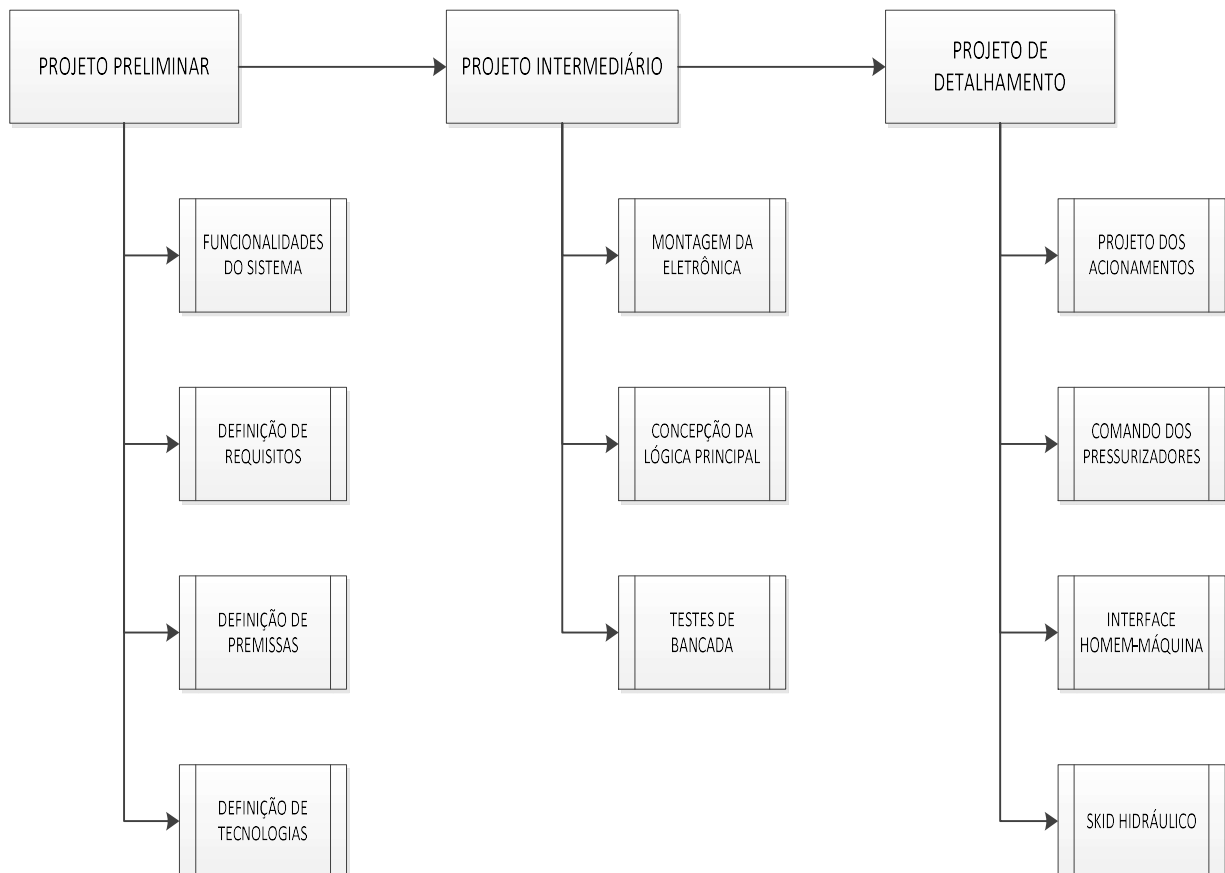 PROJETO PRELIMINAR
PROJETO INTERMEDIÁRIO
PROJETO DE
DETALHAMENTO
FUNCIONALIDADES
DO SISTEMA
MONTAGEM DA
ELETRÔNICA
PROJETO DOS
ACIONAMENTOS
DEFINIÇÃO DE
REQUISITOS
CONCEPÇÃO DA
LÓGICA PRINCIPAL
COMANDO DOS
PRESSURIZADORES
DEFINIÇÃO DE
PREMISSAS
TESTES DE
BANCADA
INTERFACE
HOMEM-MÁQUINA
DEFINIÇÃO DE
TECNOLOGIAS
SKID HIDRÁULICO